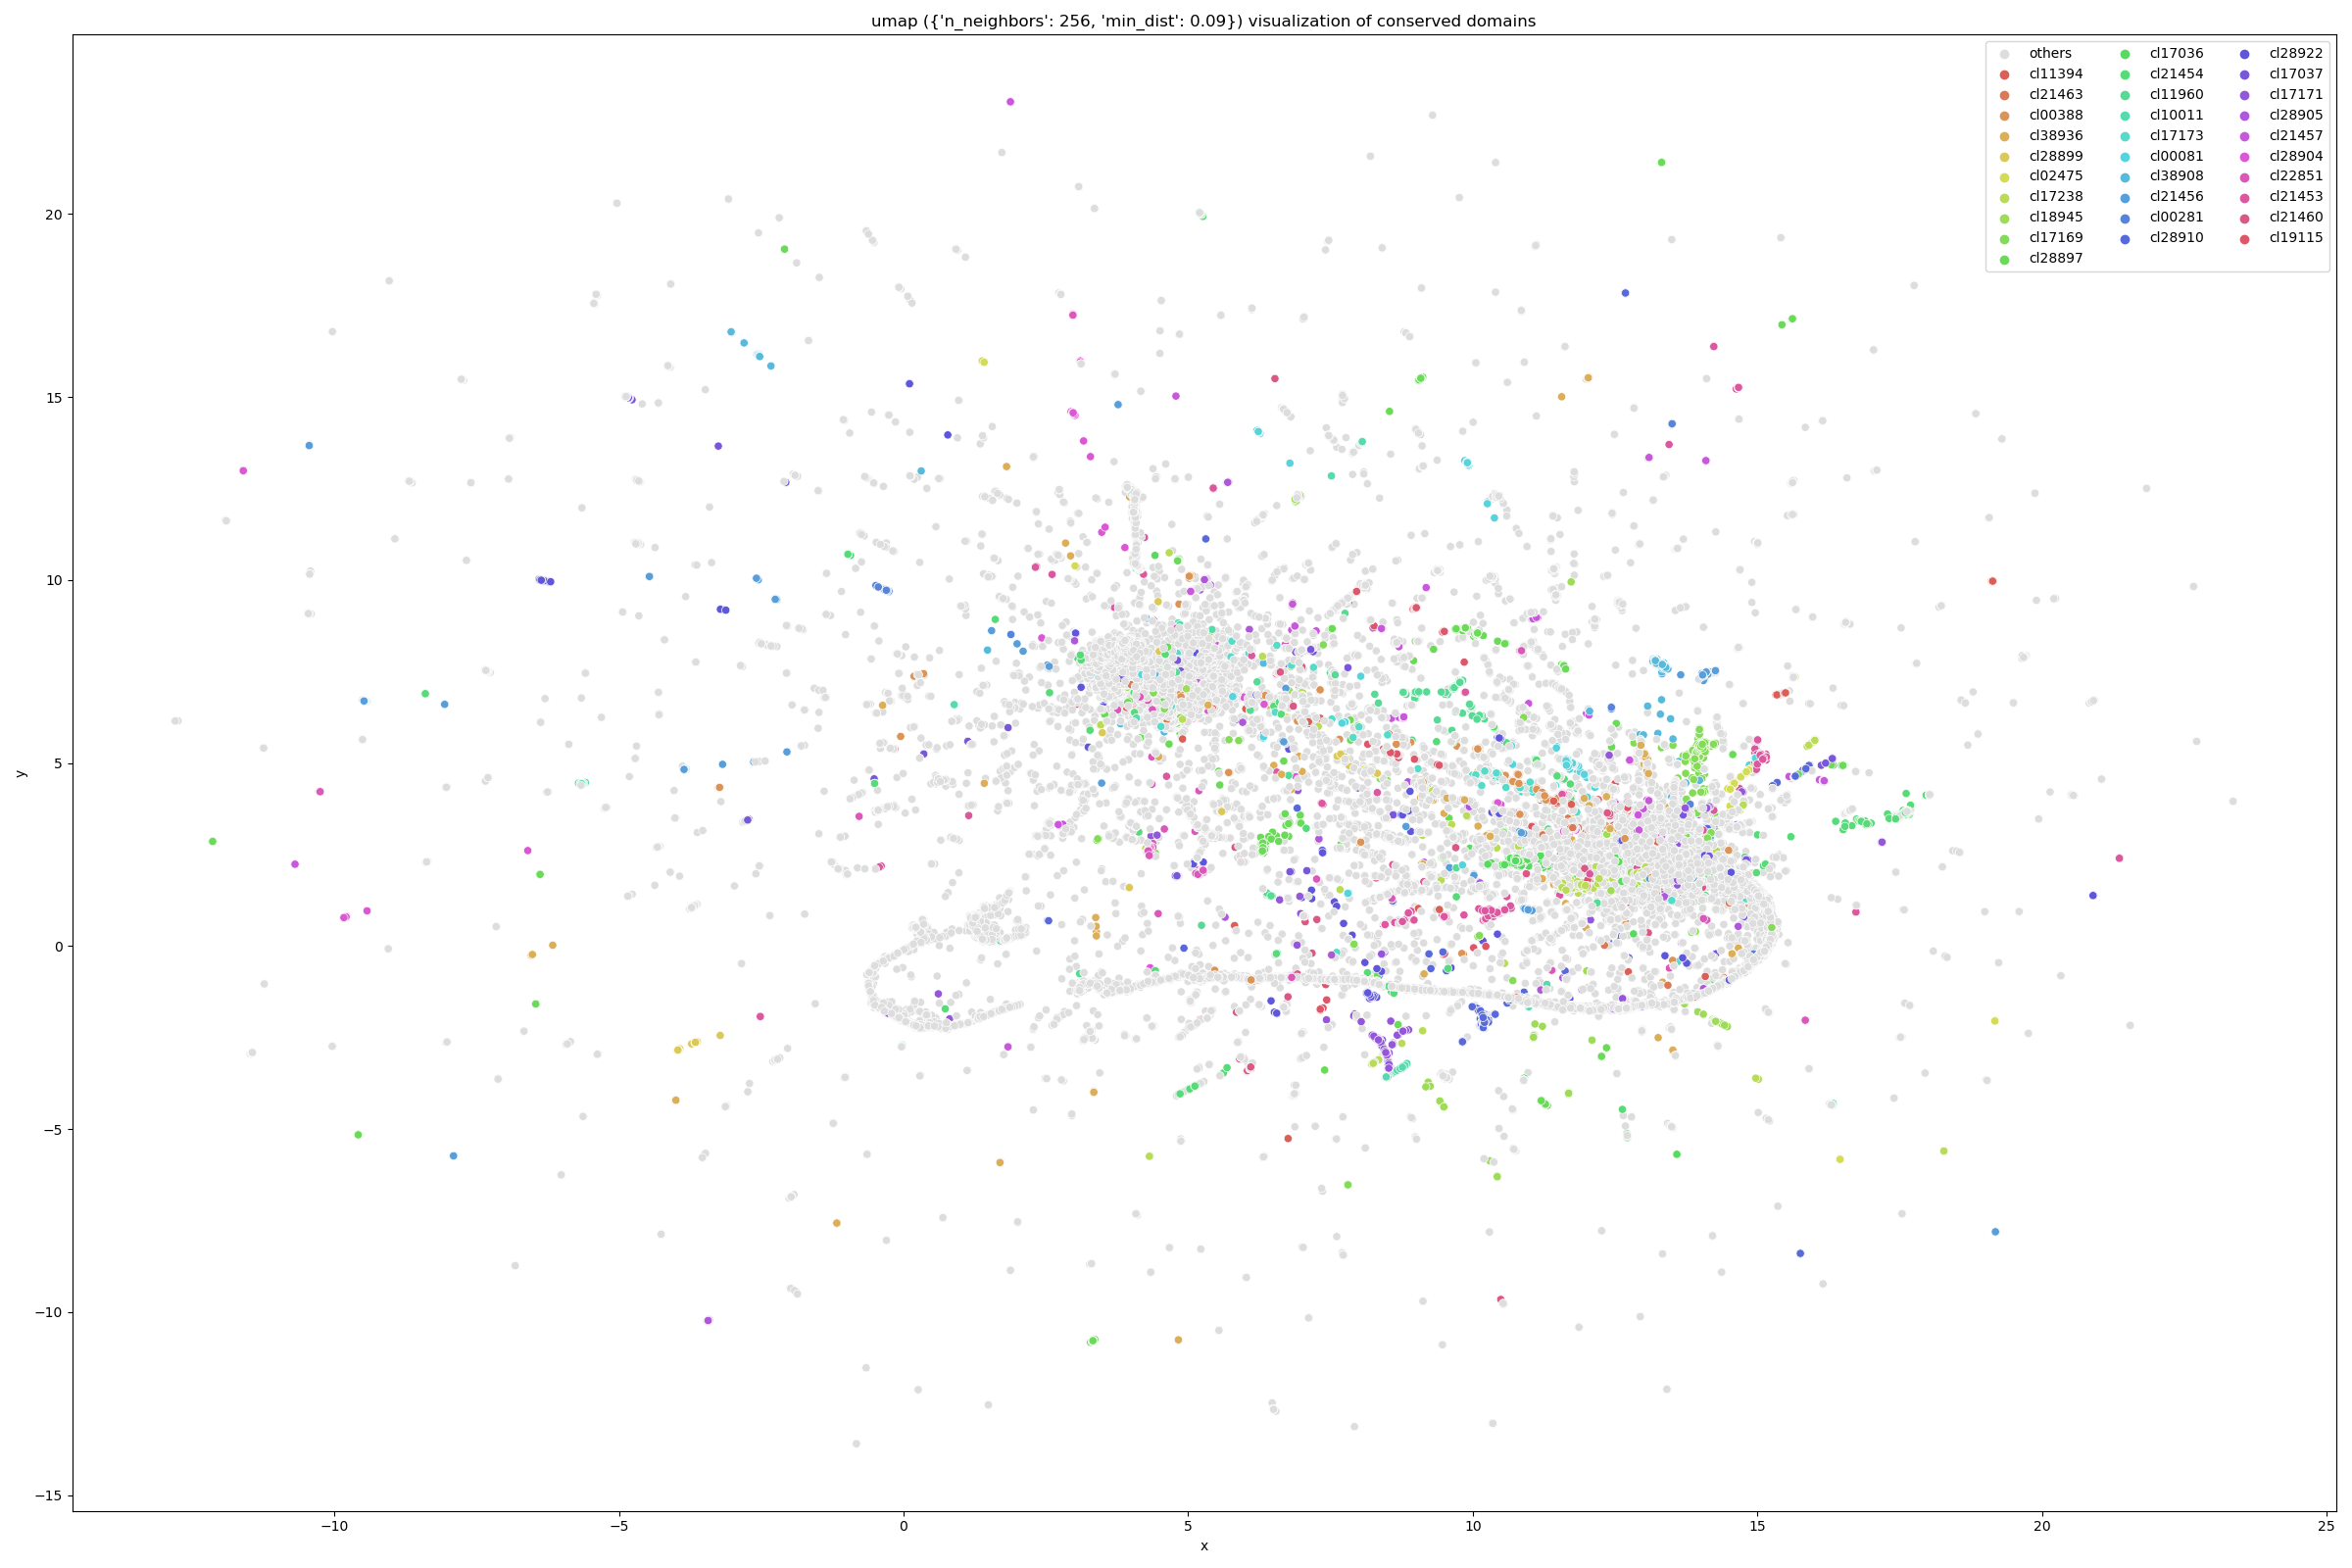 umap ({'n_neighbors': 256, 'min_dist': 0.09}) visualization of conserved domains
others
cl11394
cl21463
cl00388
cl38936
cl28899
cl02475
cl17238
cl18945
cl17169
cl28897
cl17036
cl21454
cl11960
cl10011
cl17173
cl00081
cl38908
cl21456
cl00281
cl28910
cl28922
cl17037
cl17171
cl28905
cl21457
cl28904
cl22851
cl21453
cl21460
cl19115
y
20
15
10
5
0
−5
−10
−15
−10
−5
0
5
10
15
20
25
x